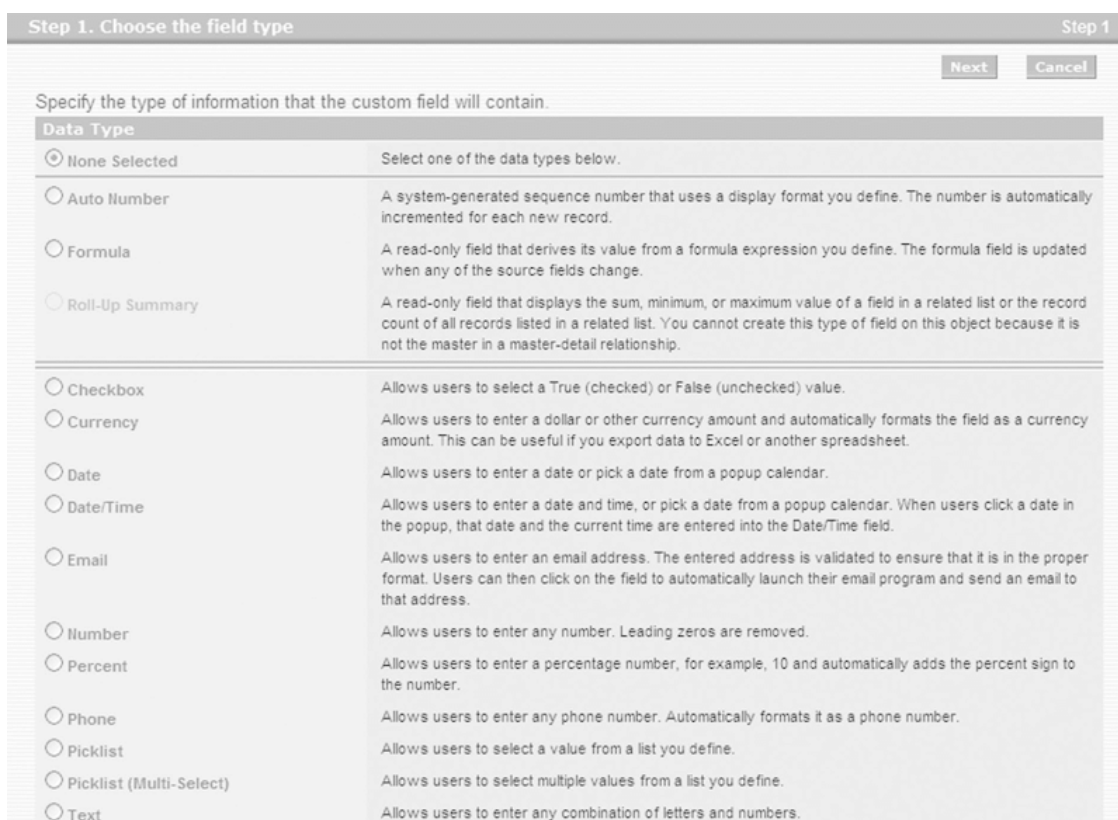 Step 1. Choose the field type Step 1
Next Cancel
Specify the type of information that the custom field will contain.
Data Type
None Selected Select one of the data types below.
Auto Number A system-generated sequence number that uses a display format you define. The number is automatically
incremented for each new record.
Formula A read-only field that derives its value from a formula expression you define. The formula field is updated
when any of the source fields change.
Roll-Up Summary A read-only field that displays the sum, minimum, or maximum value of a field in a related list or the record
count of all records listed in a related list. You cannot create this type of field on this object because it is
not the master in a master-detail relationship.
Checkbox Allows users to select a True (checked) or False (unchecked) value.
Currency Allows users to enter a dollar or other currency amount and automatically formats the field as a currency
amount. This can be useful if you export data to Excel or another spreadsheet.
Date Allows users to enter a date or pick a date from a popup calendar.
Date/Time Allows users to enter a date and time, or pick a date from a popup calendar. When users click a date in
the popup, that date and the current time are entered into the Date/Time field.
Email Allows users to enter an email address. The entered address is validated to ensure that it is in the proper
format. Users can then click on the field to automatically launch their email program and send an email to
that address.
Number Allows users to enter any number. Leading zeros are removed.
Percent Allows users to enter a percentage number, for example, 10 and automatically adds the percent sign to
the number.
Phone Allows users to enter any phone number. Automatically formats it as a phone number.
Picklist Allows users to select a value from a list you define.
Picklist (Multi-Select) Allows users to select multiple values from a list you define.
Text Allows users to enter any combination of letters and numbers.